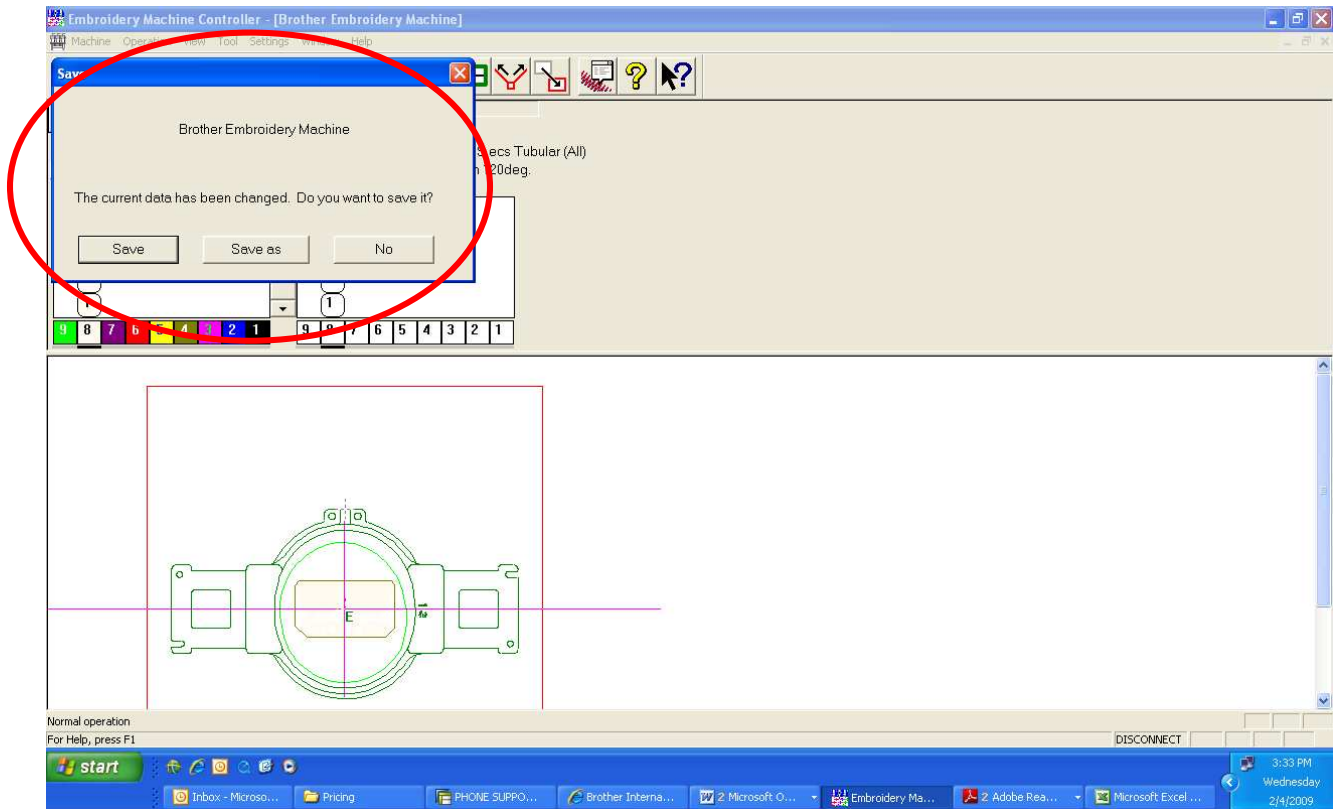 Embroidery Machine Controller - [Brother Embroidery Machine]
Machine Tool Settings Help
Brother Embroidery Machine
The current data has been changed. Do you want to save it?
Save Save as No
Tubular (All)
20deg.
1 1
9 8 7 6 5 4 3 2 1 9 8 7 6 5 4 3 2 1
E
12
Normal operation
For Help, press F1
DISCONNECT
start
3:33 PM
Wednesday
2/4/2009
Inbox - Microso... Pricing PHONE SUPPO... Brother Interna... 2 Microsoft O... Embroidery Ma... 2 Adobe Rea... Microsoft Excel ...